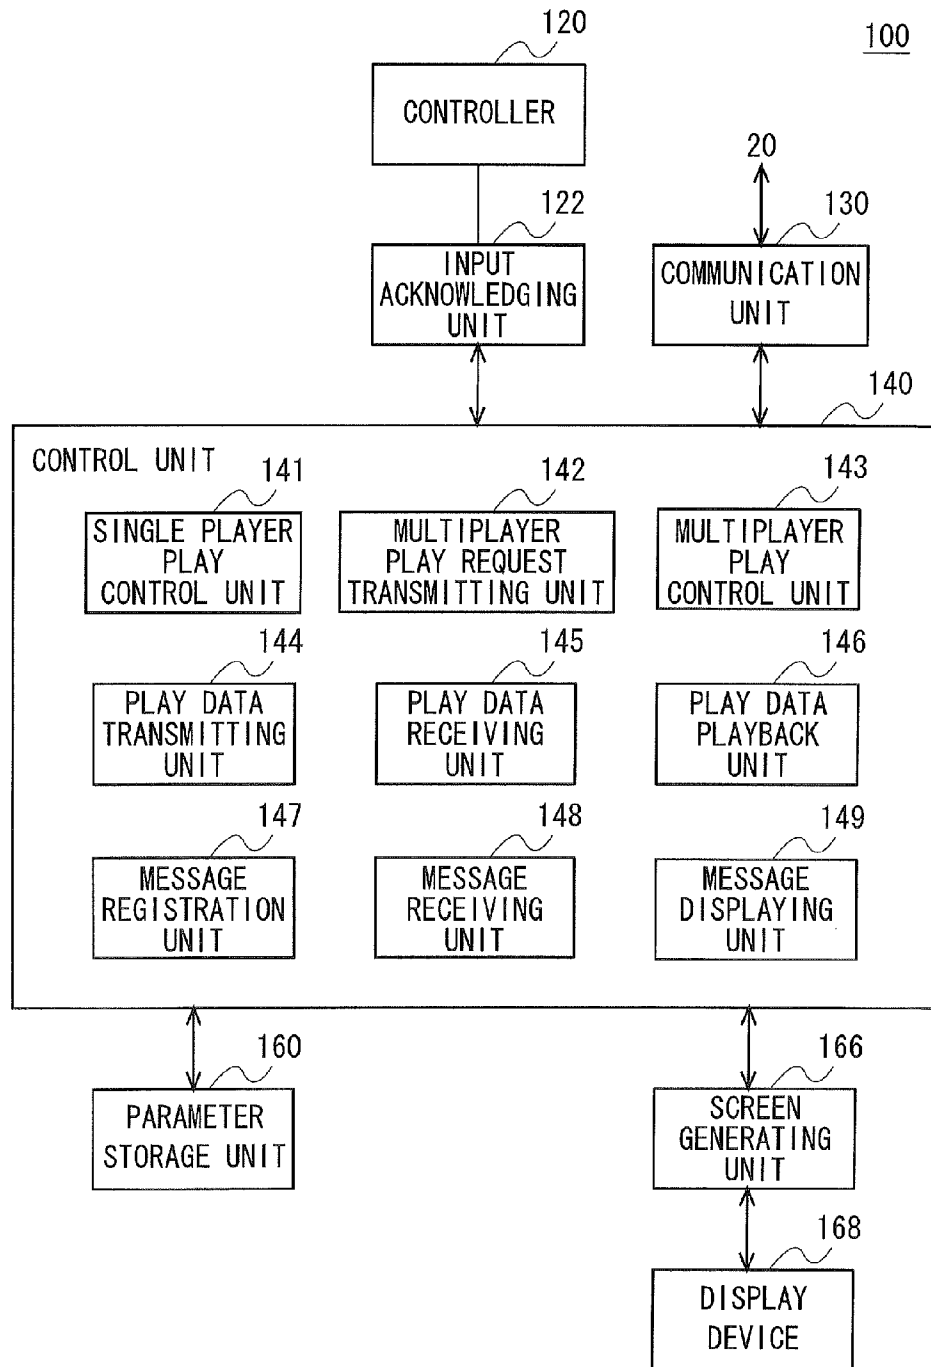 120
100
CONTROLLER
20
122
130
INPUT
ACKNOWLEDGING
UNIT
COMMUNICATION
UNIT
140
CONTROL UNIT
141
142
143
SINGLE PLAYER
PLAY
CONTROL UNIT
MULTIPLAYER
PLAY REQUEST
TRANSMITTING UNIT
MULTIPLAYER
PLAY
CONTROL UNIT
144
145
146
PLAY DATA
TRANSMITTING
UNIT
PLAY DATA
RECEIVING
UNIT
PLAY DATA
PLAYBACK
UNIT
147
148
149
MESSAGE
REGISTRATION
UNIT
MESSAGE
RECEIVING
UNIT
MESSAGE
DISPLAYING
UNIT
160
166
PARAMETER
STORAGE UNIT
SCREEN
GENERATING
UNIT
168
DISPLAY
DEVICE